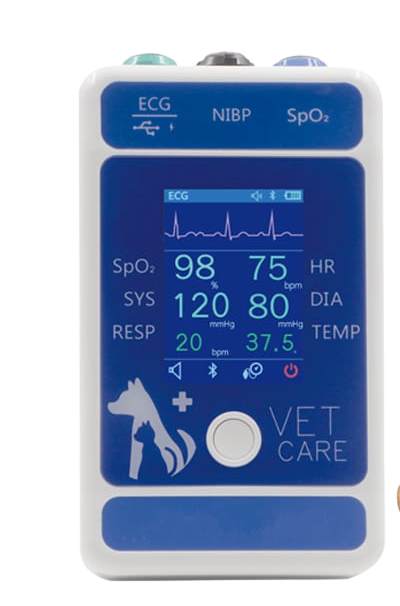 ECG NIBP SpO₂
ECG
SpO₂ 98 % 75 bpm HR
SYS 120 mmHg 80 mmHg DIA
RESP 20 bpm 37.5 TEMP
VET
CARE